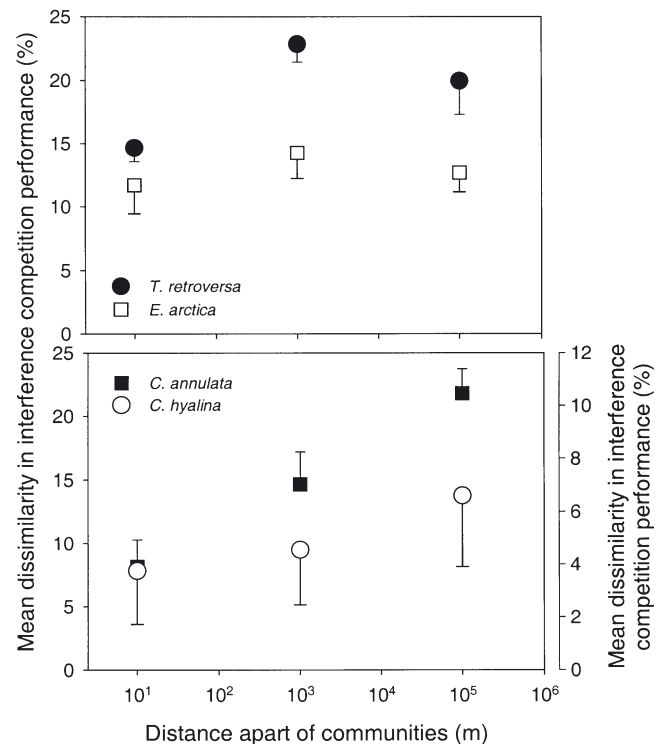 Mean dissimilarity in interference competition performance (%)
25
20
15
10
5
0
T. retroversa
E. arctica
25
20
15
10
5
0
C. annulata
C. hyalina
12
10
8
6
4
2
0
Mean dissimilarity in interference
competition performance (%)
10¹ 10² 10³ 10⁴ 10⁵ 10⁶
Distance apart of communities (m)